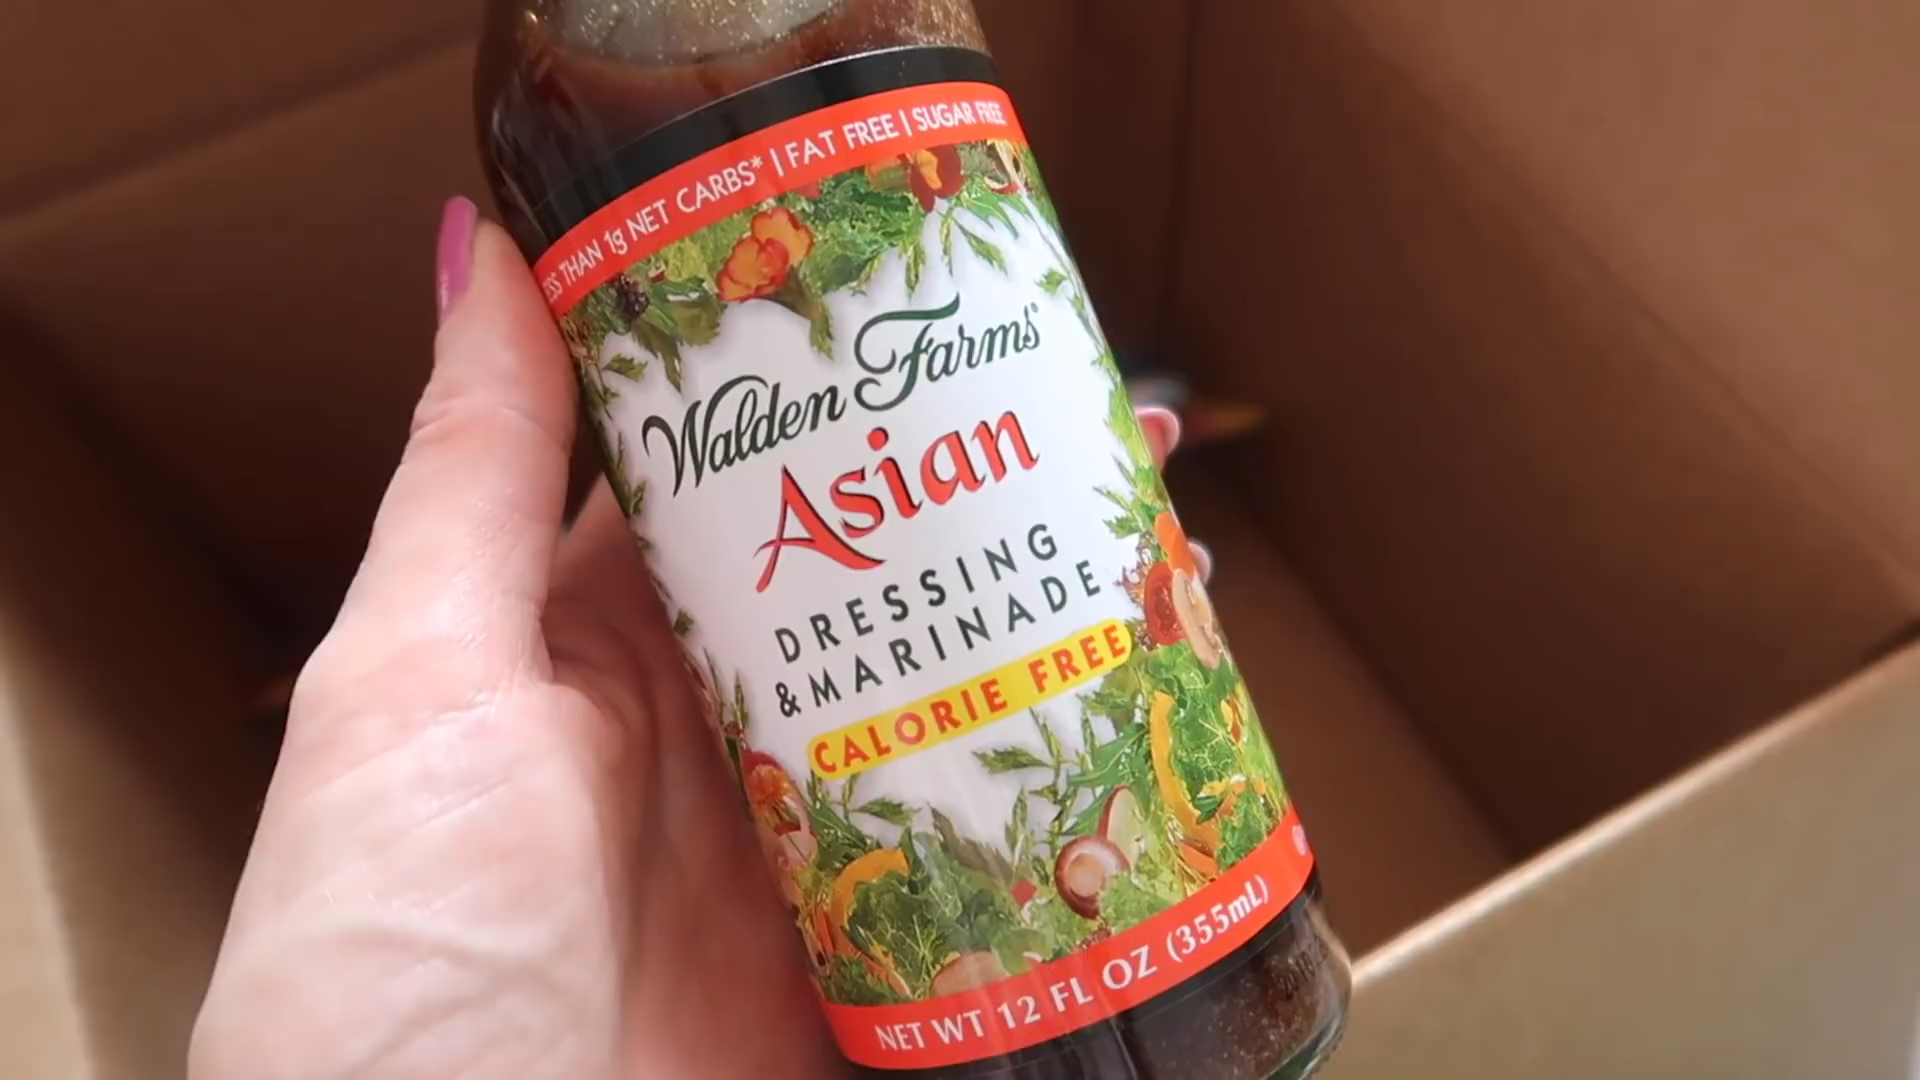 THAN 1g NET CARBS* | FAT FREE | SUGAR FREE
Walden Farms®
Asian
DRESSING
& MARINADE
CALORIE FREE
NET WT 12 FL OZ (355mL)